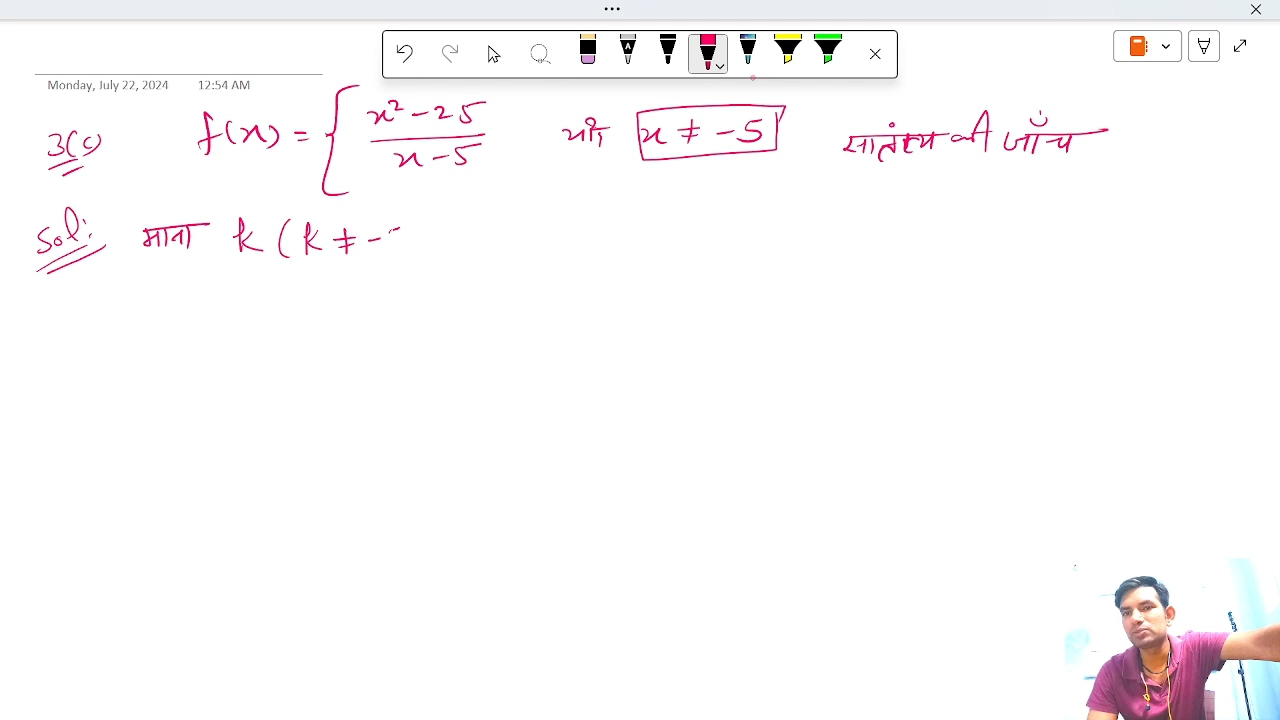 Monday, July 22, 2024 12:54 AM
3(c) f(x) = { x² - 25 / x - 5 यदि x ≠ -5 सातत्य की जाँच
Sol: माना k (k ≠ -